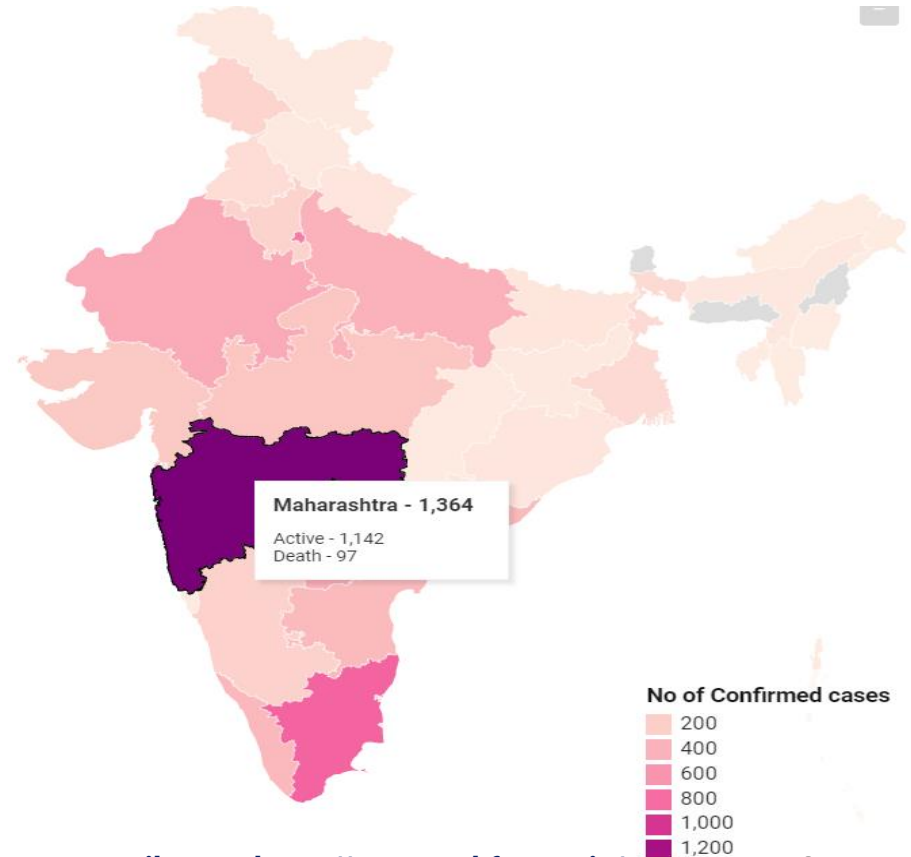 Maharashtra - 1,364
Active - 1,142
Death - 97
No of Confirmed cases
200
400
600
800
1,000
1,200